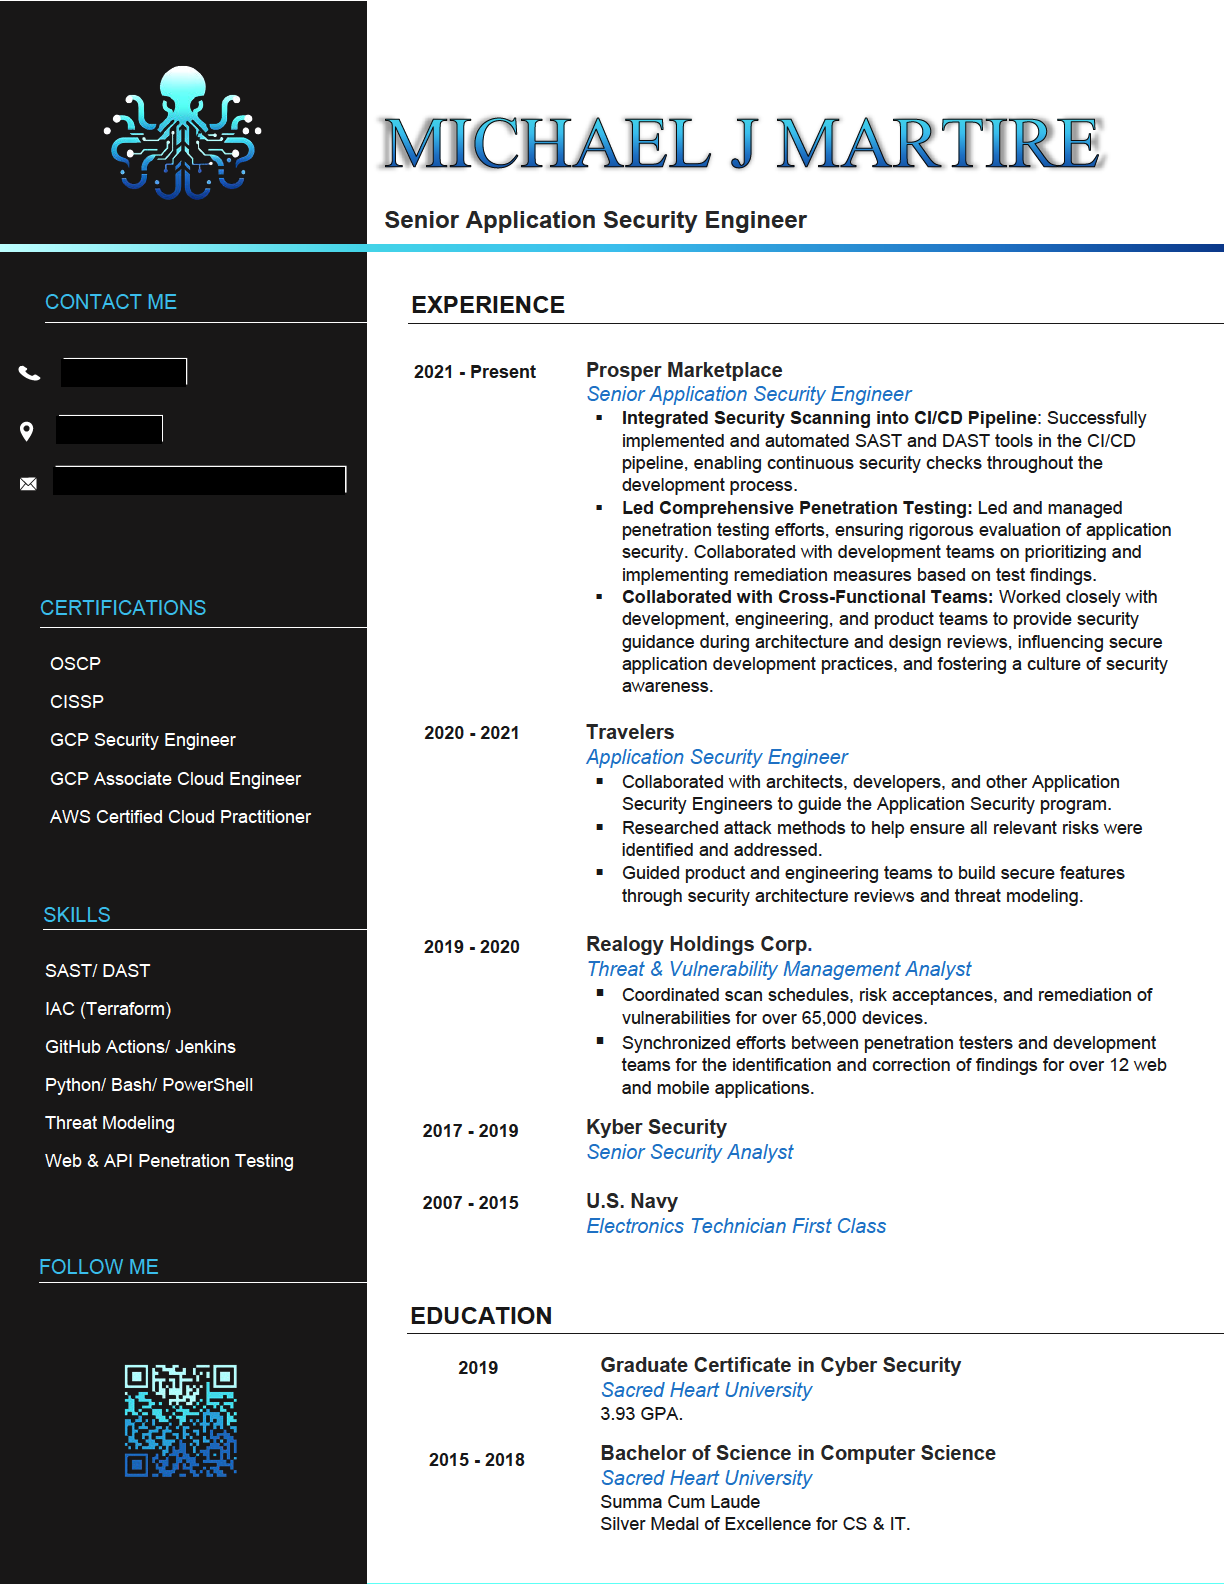 MICHAEL J MARTIRE
Senior Application Security Engineer
CONTACT ME
CERTIFICATIONS
OSCP
CISSP
GCP Security Engineer
GCP Associate Cloud Engineer
AWS Certified Cloud Practitioner
SKILLS
SAST/ DAST
IAC (Terraform)
GitHub Actions/ Jenkins
Python/ Bash/ PowerShell
Threat Modeling
Web & API Penetration Testing
FOLLOW ME
EXPERIENCE
2021 - Present
Prosper Marketplace
Senior Application Security Engineer
▪ Integrated Security Scanning into CI/CD Pipeline: Successfully
implemented and automated SAST and DAST tools in the CI/CD
pipeline, enabling continuous security checks throughout the
development process.
▪ Led Comprehensive Penetration Testing: Led and managed
penetration testing efforts, ensuring rigorous evaluation of application
security. Collaborated with development teams on prioritizing and
implementing remediation measures based on test findings.
▪ Collaborated with Cross-Functional Teams: Worked closely with
development, engineering, and product teams to provide security
guidance during architecture and design reviews, influencing secure
application development practices, and fostering a culture of security
awareness.
2020 - 2021
Travelers
Application Security Engineer
▪ Collaborated with architects, developers, and other Application
Security Engineers to guide the Application Security program.
▪ Researched attack methods to help ensure all relevant risks were
identified and addressed.
▪ Guided product and engineering teams to build secure features
through security architecture reviews and threat modeling.
2019 - 2020
Realogy Holdings Corp.
Threat & Vulnerability Management Analyst
▪ Coordinated scan schedules, risk acceptances, and remediation of
vulnerabilities for over 65,000 devices.
▪ Synchronized efforts between penetration testers and development
teams for the identification and correction of findings for over 12 web
and mobile applications.
2017 - 2019
Kyber Security
Senior Security Analyst
2007 - 2015
U.S. Navy
Electronics Technician First Class
EDUCATION
2019
Graduate Certificate in Cyber Security
Sacred Heart University
3.93 GPA.
2015 - 2018
Bachelor of Science in Computer Science
Sacred Heart University
Summa Cum Laude
Silver Medal of Excellence for CS & IT.